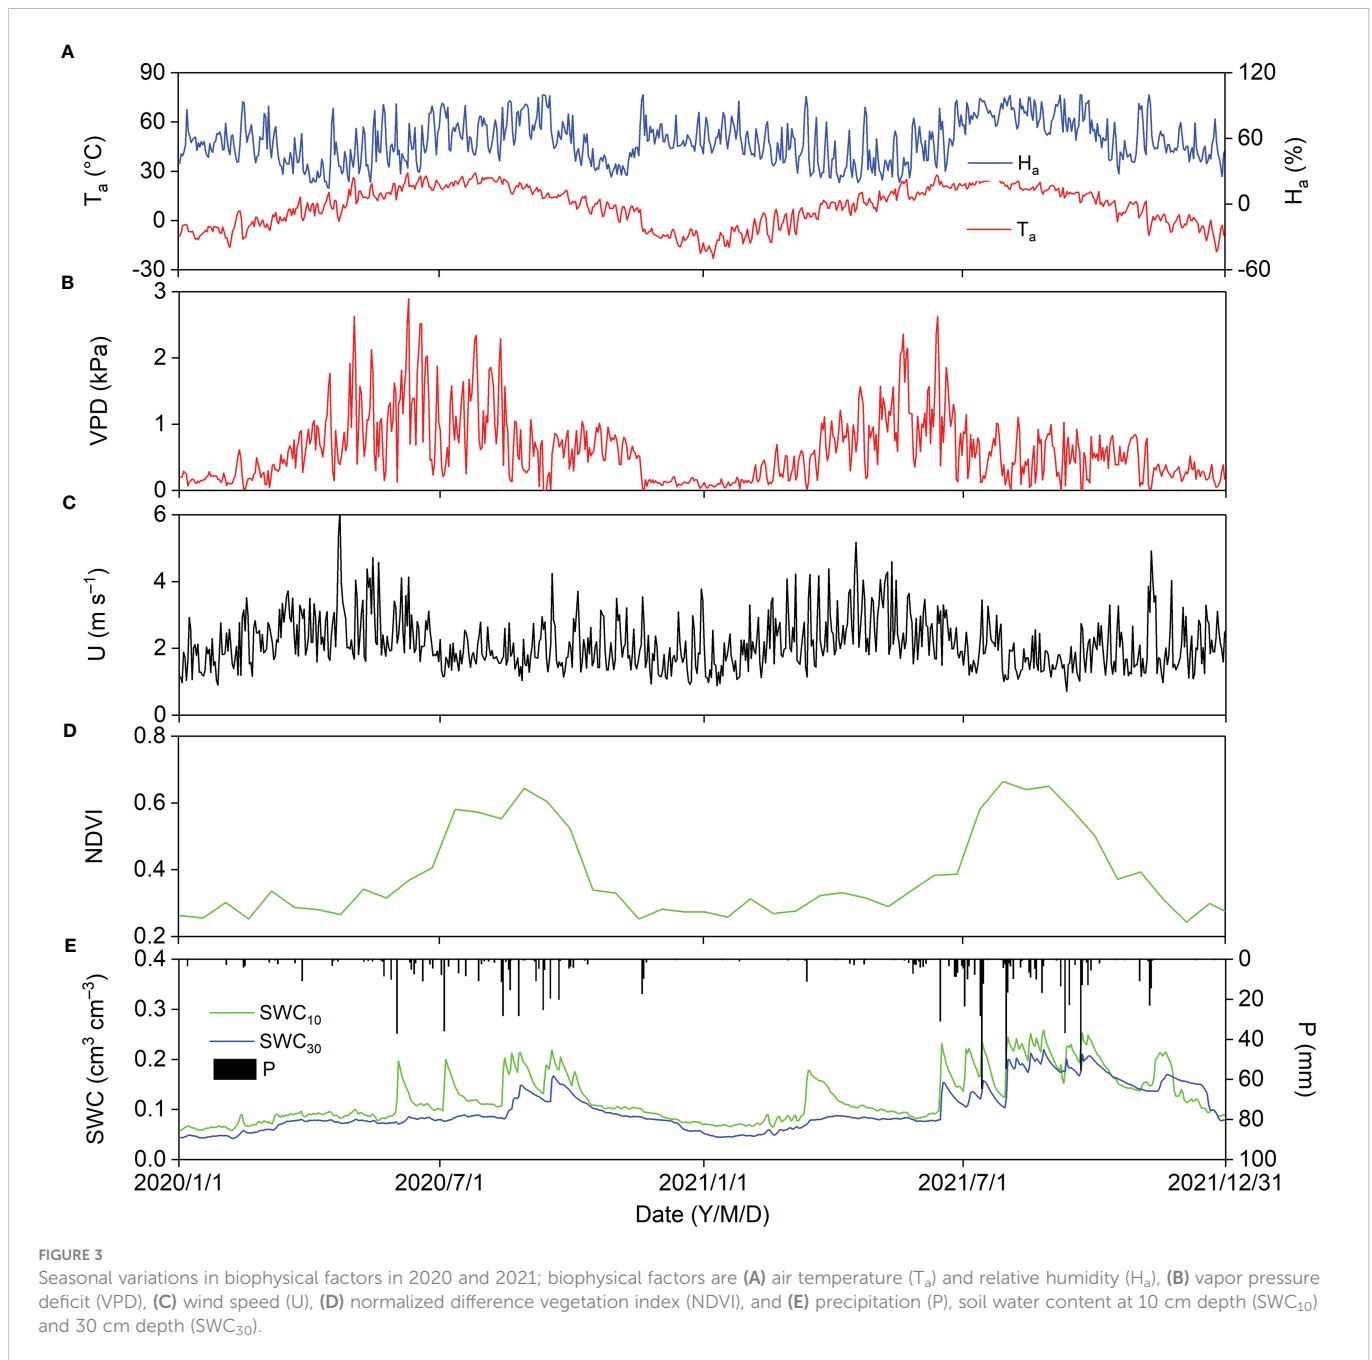 A
90
60
30
0
-30
Tₐ (°C)
120
60
0
-60
Hₐ (%)
Hₐ
Tₐ
B
3
2
1
0
VPD (kPa)
C
6
4
2
0
U (m s⁻¹)
D
0.8
0.6
0.4
0.2
NDVI
E
0.4
0.3
0.2
0.1
0.0
SWC (cm³ cm⁻³)
SWC₁₀
SWC₃₀
P
0
20
40
60
80
100
P (mm)
2020/1/1 2020/7/1 2021/1/1 2021/7/1 2021/12/31
Date (Y/M/D)
FIGURE 3
Seasonal variations in biophysical factors in 2020 and 2021; biophysical factors are (A) air temperature (Tₐ) and relative humidity (Hₐ), (B) vapor pressure
deficit (VPD), (C) wind speed (U), (D) normalized difference vegetation index (NDVI), and (E) precipitation (P), soil water content at 10 cm depth (SWC₁₀)
and 30 cm depth (SWC₃₀).